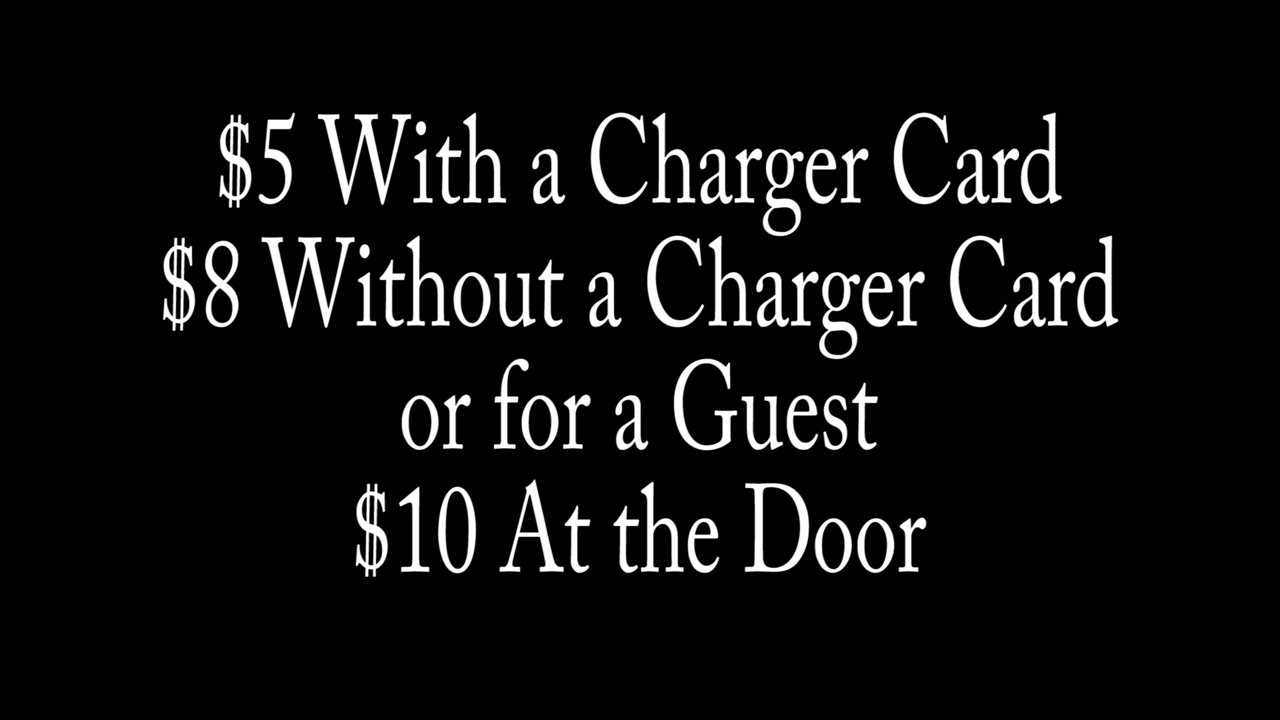 $5 With a Charger Card
$8 Without a Charger Card
or for a Guest
$10 At the Door